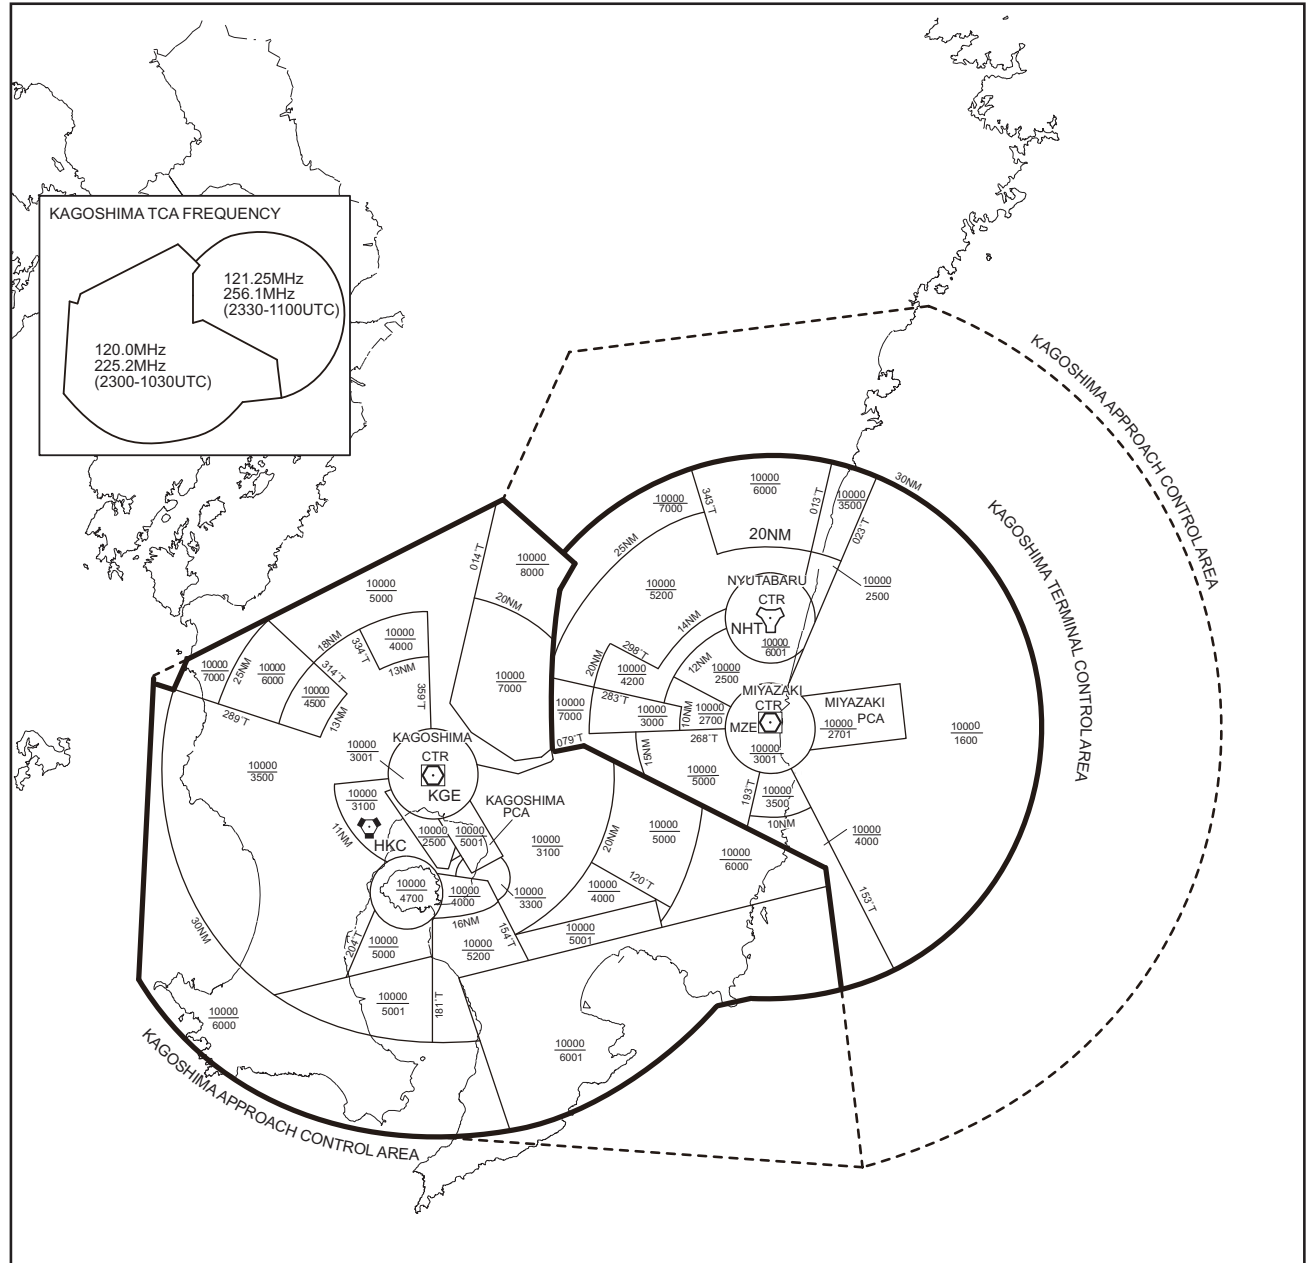 KAGOSHIMA TCA FREQUENCY
121.25MHz
256.1MHz
(2330-1100UTC)
120.0MHz
225.2MHz
(2300-1030UTC)
KAGOSHIMA APPROACH CONTROL AREA
KAGOSHIMA TERMINAL CONTROL AREA
30NM
10000
6000
10000
3500
343°T
013°T
023°T
10000
7000
20NM
25NM
014°T
10000
8000
10000
5000
10000
5200
10000
2500
NYUTABARU
CTR
NHT
10000
6001
20NM
14NM
18NM
334°T
10000
4000
13NM
298°T
20NM
10000
4200
12NM
10000
2500
10000
7000
25NM
10000
6000
314°T
10000
4500
13NM
289°T
359°T
10000
7000
283°T
10000
7000
10000
3000
10NM
10000
2700
268°T
MIYAZAKI
CTR
MZE
10000
3001
MIYAZAKI
PCA
10000
2701
10000
1600
079°T
15NM
KAGOSHIMA
CTR
KGE
10000
3001
10000
3500
10000
5000
193°T
10000
3500
10NM
10000
3100
11NM
HKC
KAGOSHIMA
PCA
10000
2500
10000
5001
10000
3100
20NM
10000
5000
10000
6000
10000
4000
120°T
153°T
10000
4700
10000
4000
10000
3300
10000
4000
30NM
204°T
16NM
154°T
10000
5000
10000
5200
10000
5001
10000
6000
10000
5001
181°T
10000
6001
KAGOSHIMA APPROACH CONTROL AREA